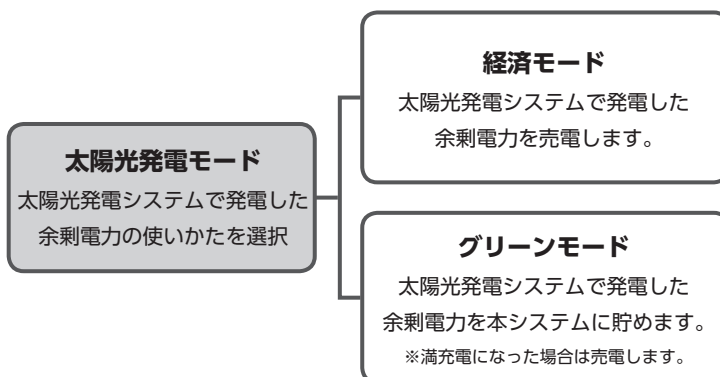 太陽光発電モード
太陽光発電システムで発電した
余剰電力の使いかたを選択
経済モード
太陽光発電システムで発電した
余剰電力を売電します。
グリーンモード
太陽光発電システムで発電した
余剰電力を本システムに貯めます。
※満充電になった場合は売電します。